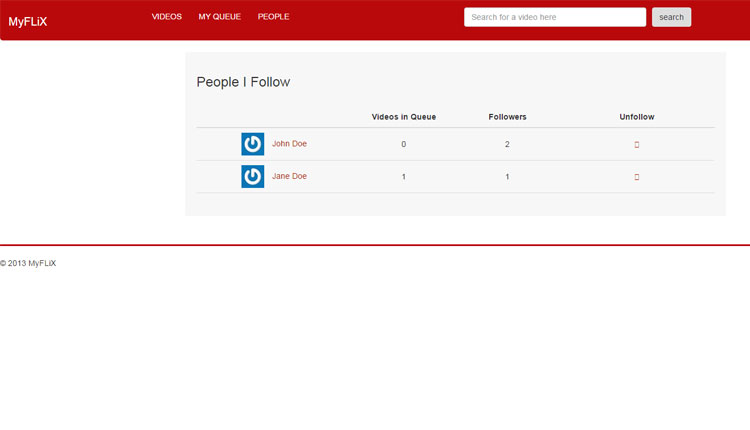 MyFLiX VIDEOS MY QUEUE PEOPLE Search for a video here search
People I Follow
Videos in Queue Followers Unfollow
John Doe 0 2
Jane Doe 1 1
© 2013 MyFLiX